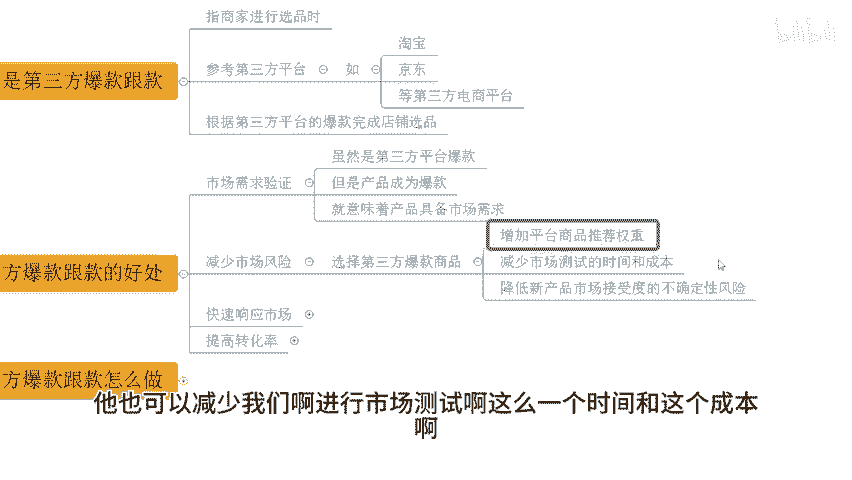 指商家进行选品时
淘宝
是第三方爆款跟款
参考第三方平台
如
京东
等第三方电商平台
根据第三方平台的爆款完成店铺选品
虽然是第三方平台爆款
市场需求验证
但是产品成为爆款
就意味着产品具备市场需求
增加平台商品推荐权重
方爆款跟款的好处
减少市场风险
选择第三方爆款商品
减少市场测试的时间和成本
降低新产品市场接受度的不确定性风险
快速响应市场
提高转化率
方爆款跟款怎么做
他也可以减少我们啊进行市场测试啊这么一个时间和这个成本
啊
bilibili